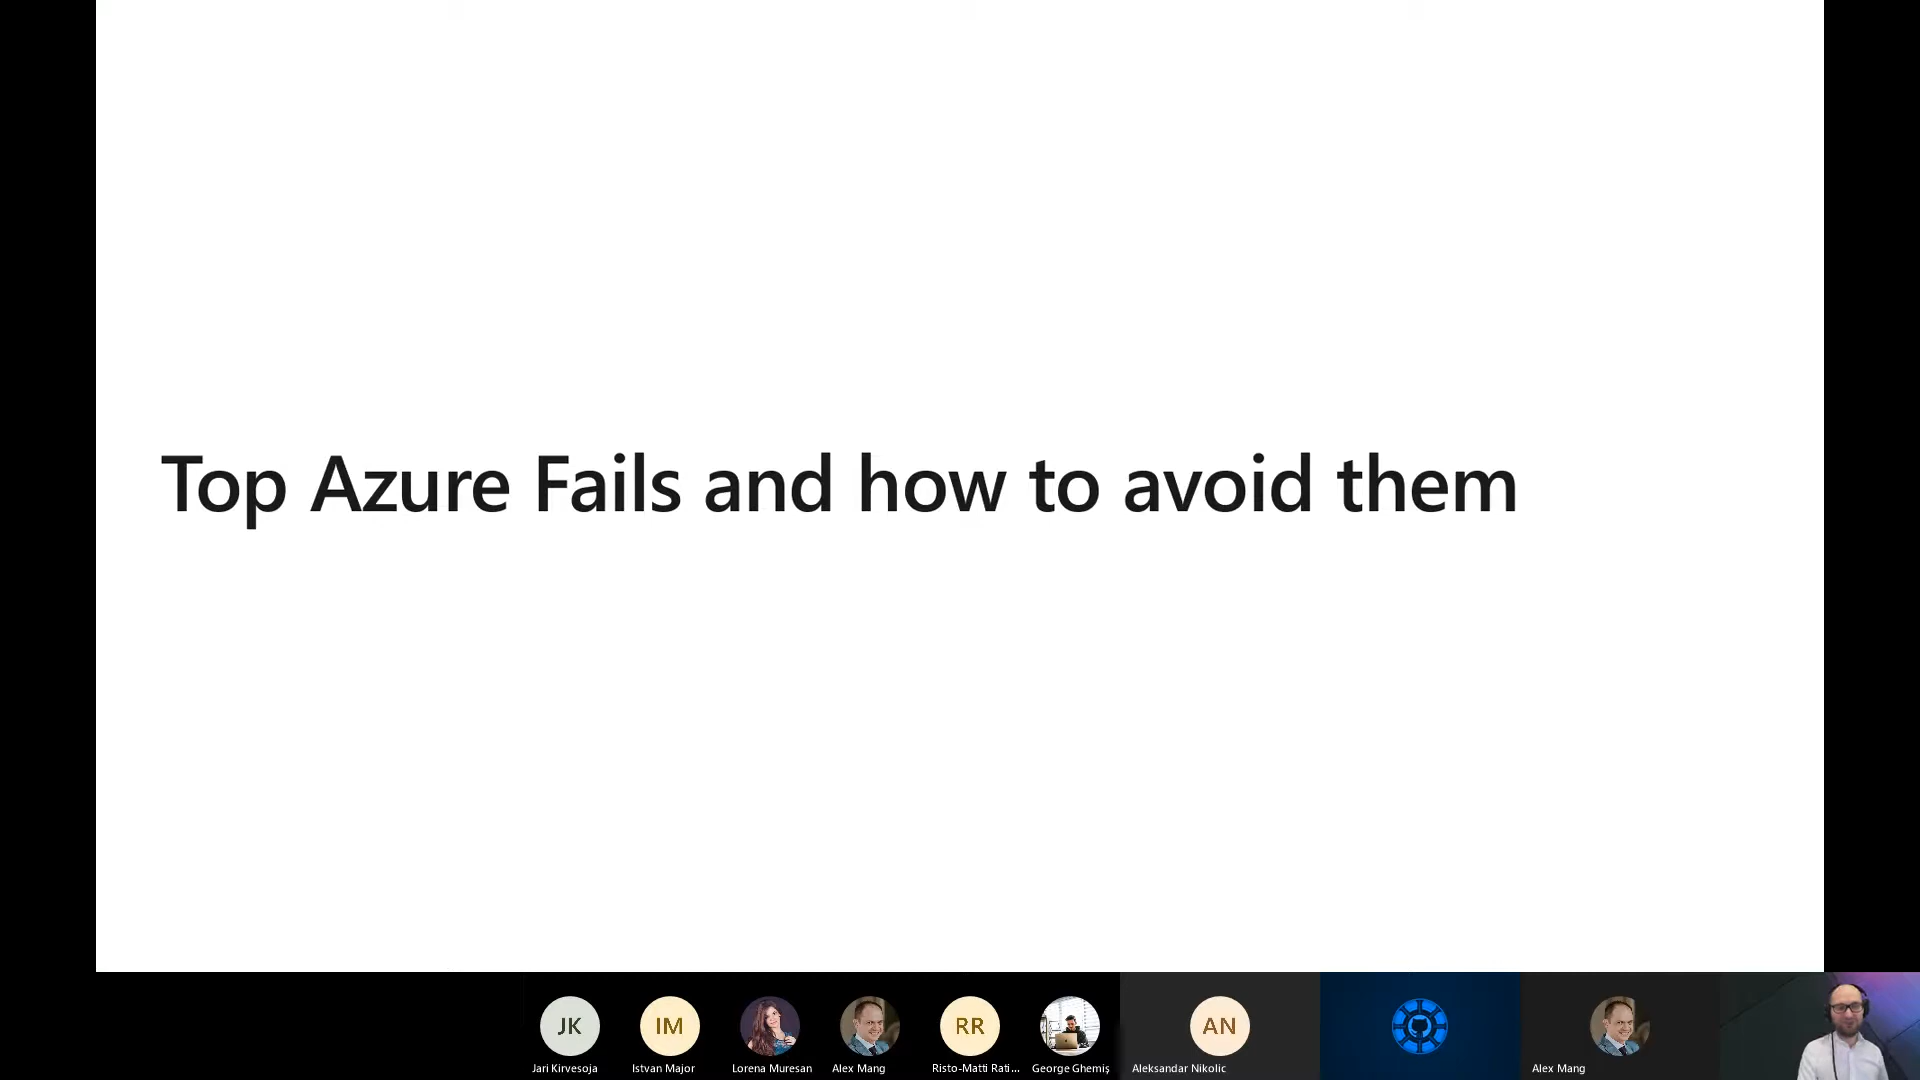 Top Azure Fails and how to avoid them
JK
IM
RR
AN
Jari Kirvesoja
Istvan Major
Lorena Muresan
Alex Mang
Risto-Matti Rati...
George Ghemiș
Aleksandar Nikolic
Alex Mang